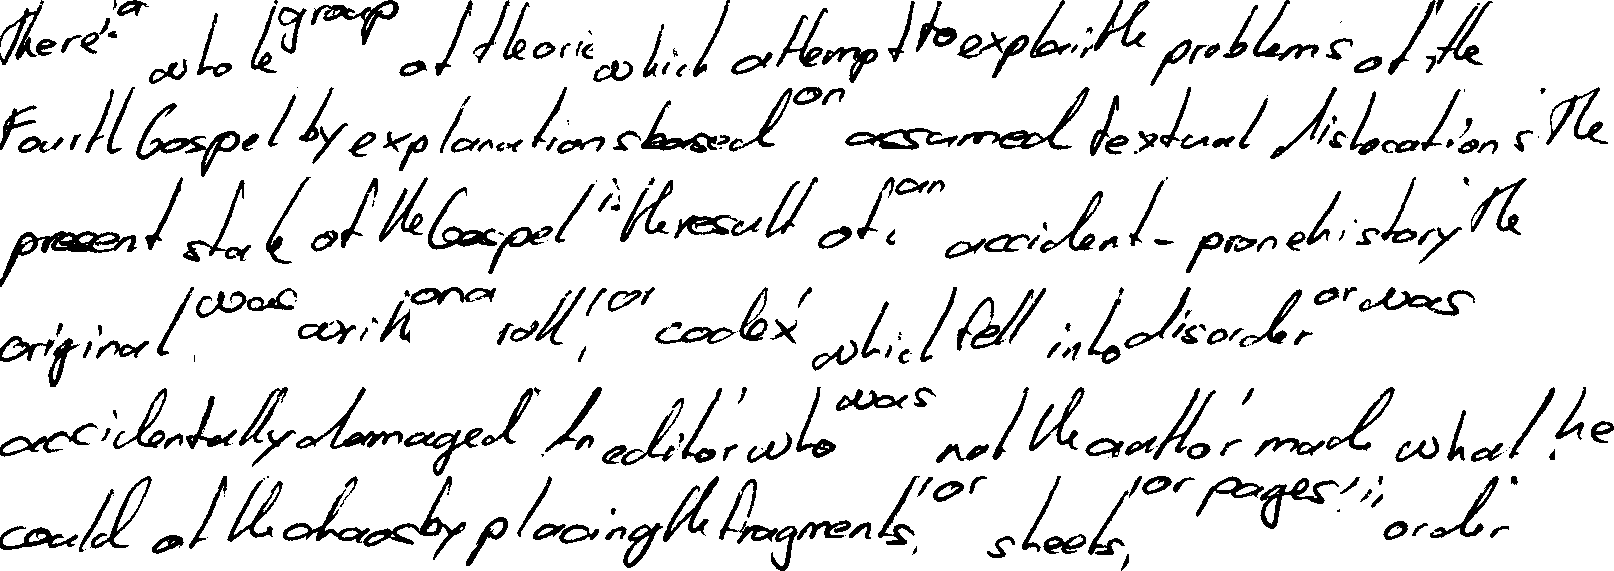 There is a whole group of theories which attempt to explain the problems of the
Fourth Gospel by explanations based on assumed textual dislocations. The
present state of the Gospel is the result of an accident-prone history. The
original was written on a roll, or codex, which fell into disorder or was
accidentally damaged. An editor, who was not the author, made what he
could of the chaos by placing the fragments, or sheets, or pages, in order